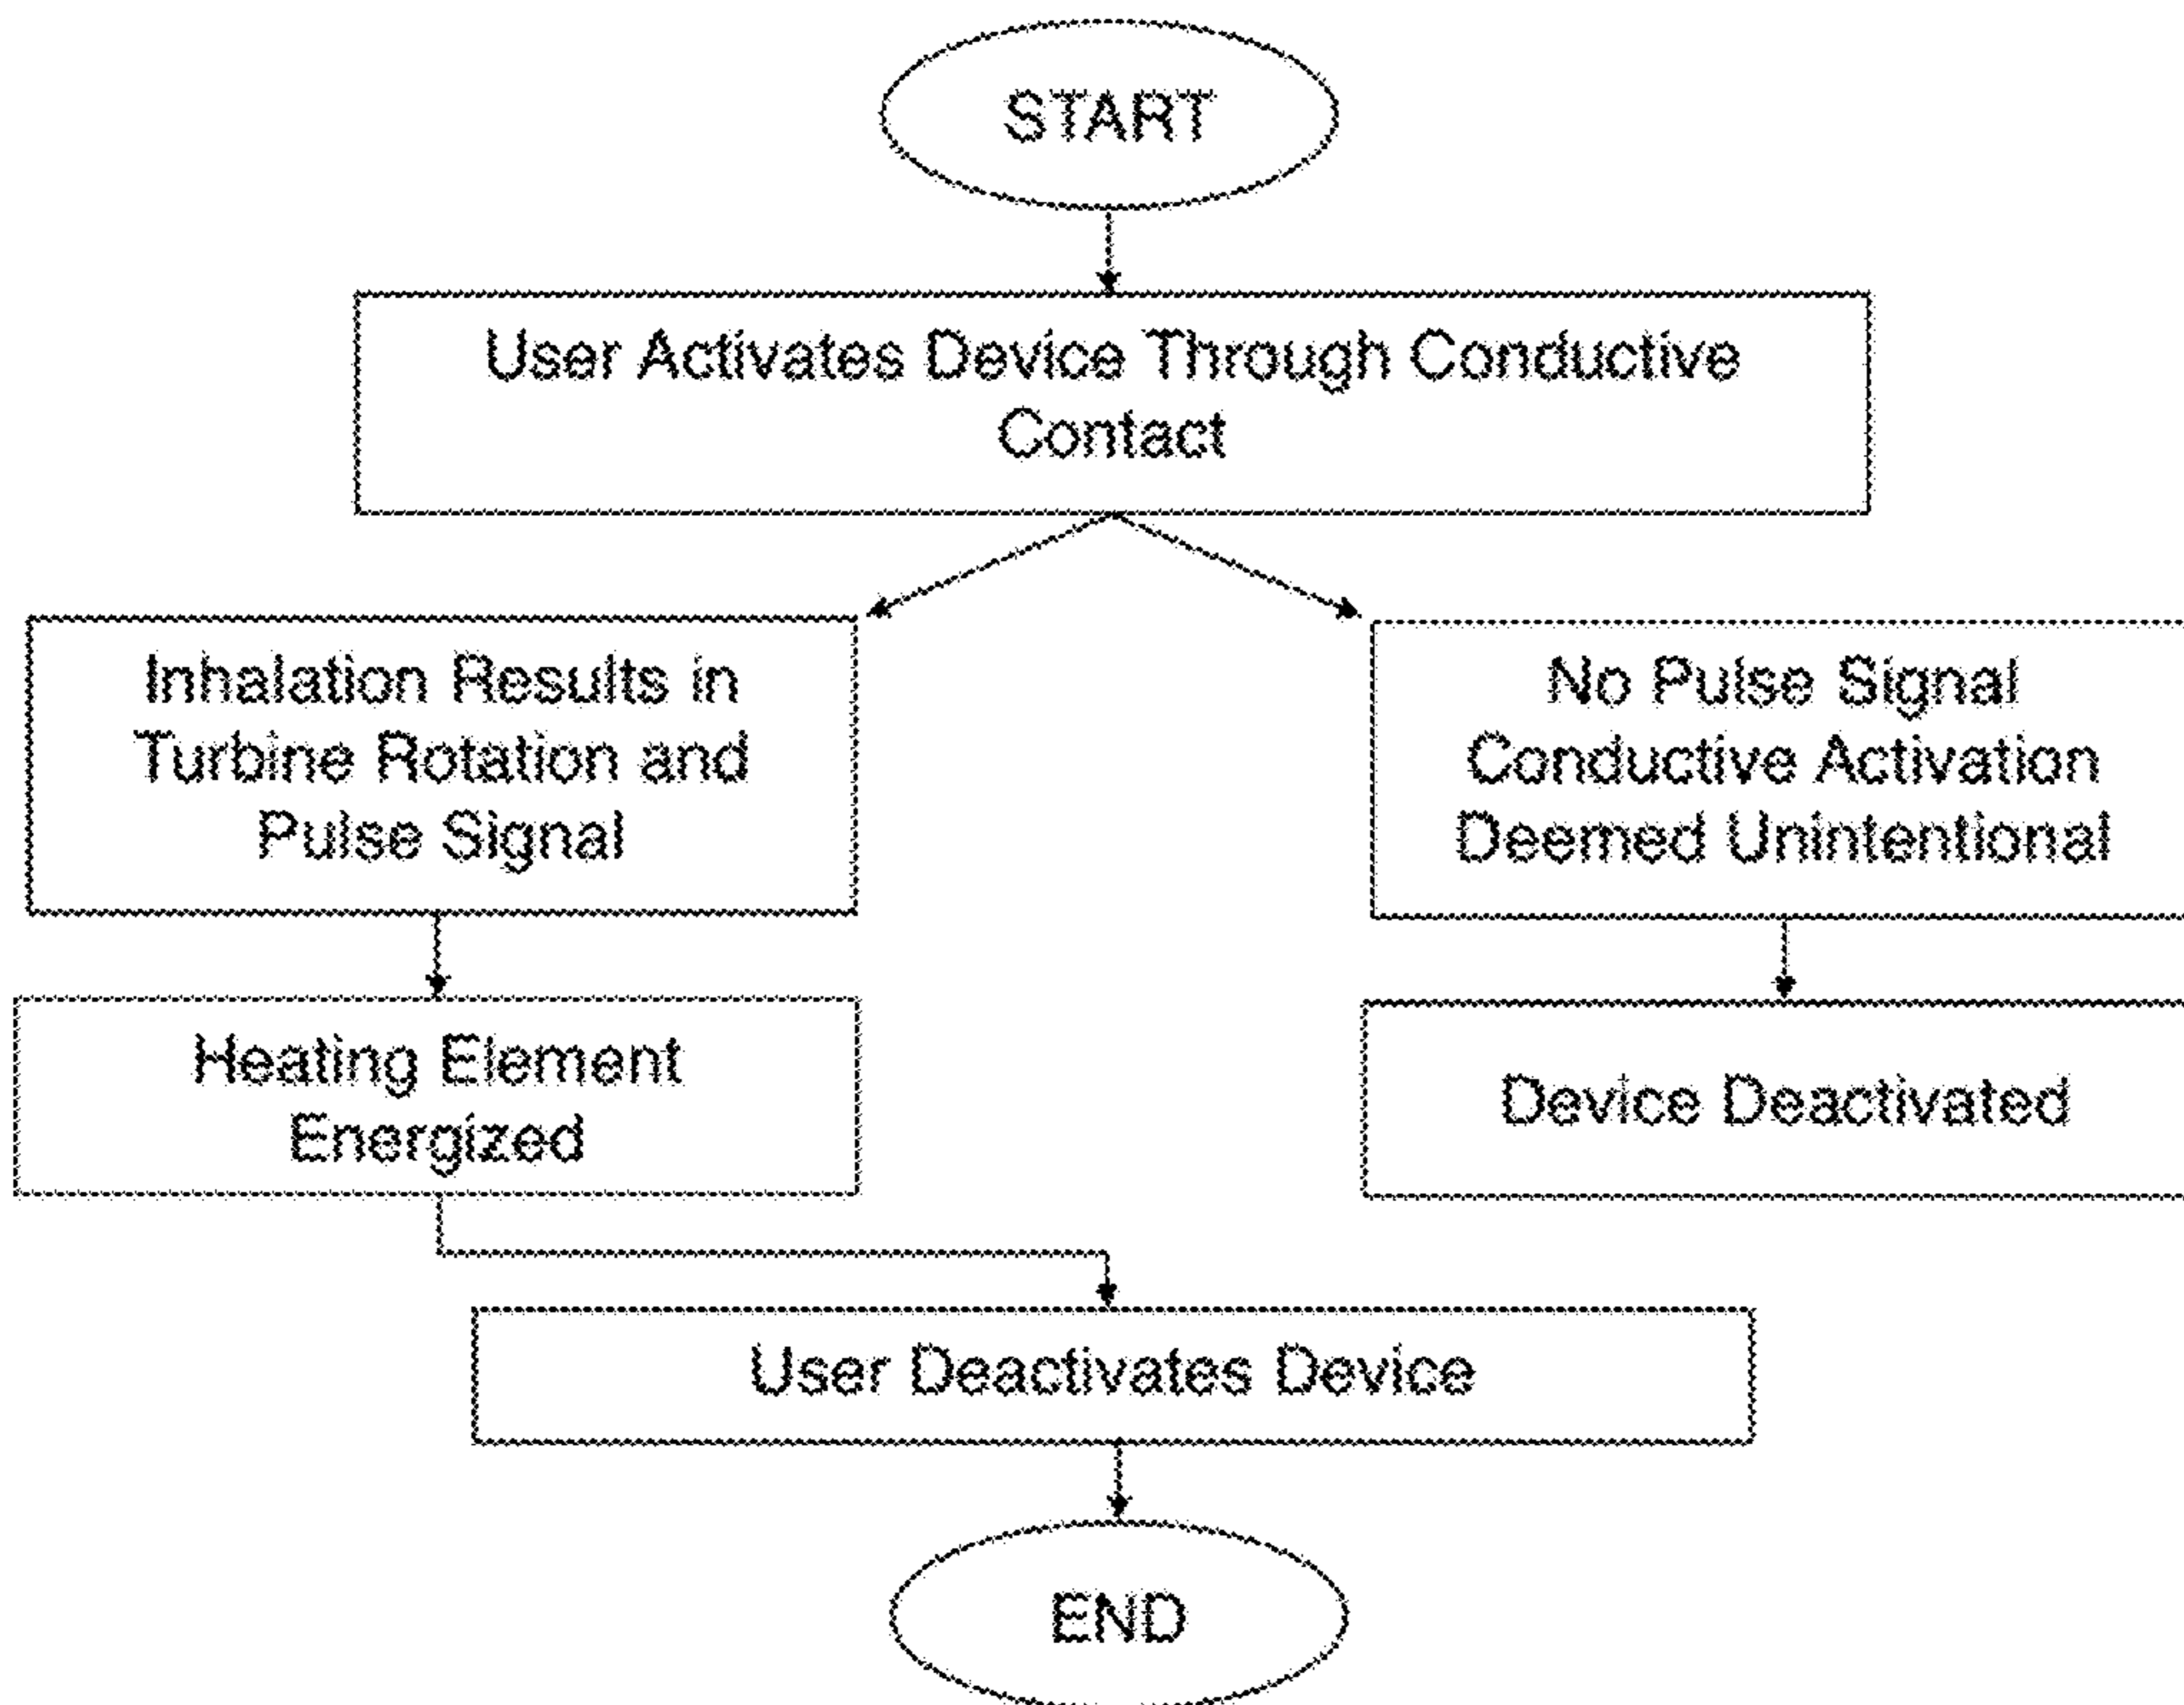 START
User Activates Device Through Conductive
Contact
Inhalation Results in
Turbine Rotation and
Pulse Signal
No Pulse Signal
Conductive Activation
Deemed Unintentional
Heating Element
Energized
Device Deactivated
User Deactivates Device
END